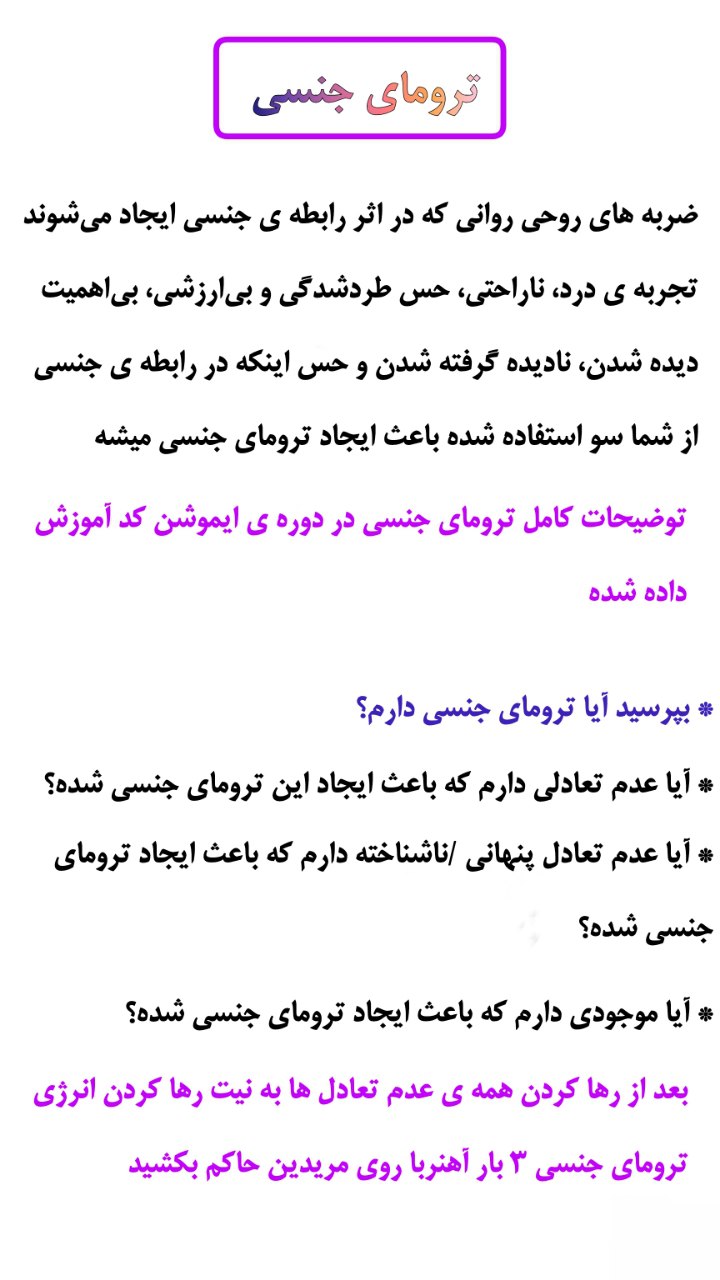 ترومای جنسی
ضربه های روحی روانی که در اثر رابطه ی جنسی ایجاد می‌شوند
تجربه ی درد، ناراحتی، حس طردشدگی و بی‌ارزشی، بی‌اهمیت
دیده شدن، نادیده گرفته شدن و حس اینکه در رابطه ی جنسی
از شما سو استفاده شده باعث ایجاد ترومای جنسی میشه
توضیحات کامل ترومای جنسی در دوره ی ایموشن کد آموزش
داده شده
* بپرسید آیا ترومای جنسی دارم؟
* آیا عدم تعادلی دارم که باعث ایجاد این ترومای جنسی شده؟
* آیا عدم تعادل پنهانی /ناشناخته دارم که باعث ایجاد ترومای
جنسی شده؟
* آیا موجودی دارم که باعث ایجاد ترومای جنسی شده؟
بعد از رها کردن همه ی عدم تعادل ها به نیت رها کردن انرژی
ترومای جنسی ۳ بار آهنربا روی مریدین حاکم بکشید